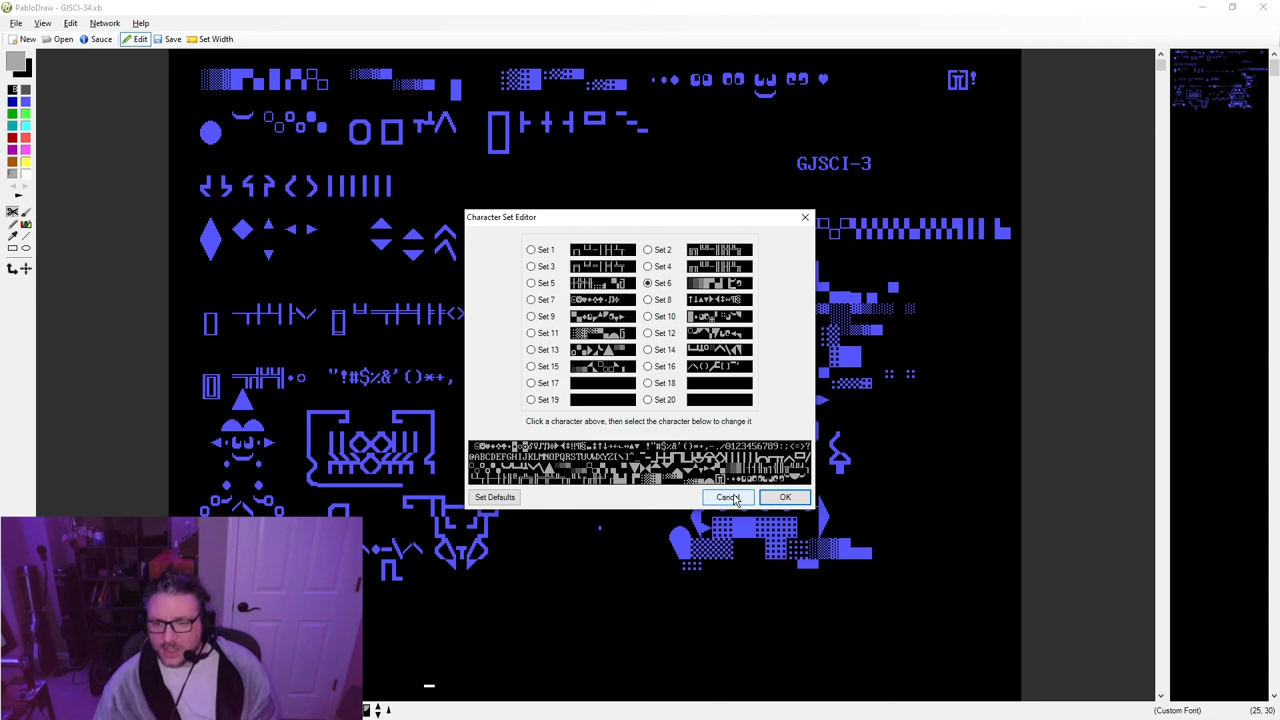 PabloDraw - GJSCI-34.xb
File View Edit Network Help
New Open Sauce Edit Save Set Width
GJSCI-3
Character Set Editor
Set 1 Set 2
Set 3 Set 4
Set 5 Set 6
Set 7 Set 8
Set 9 Set 10
Set 11 Set 12
Set 13 Set 14
Set 15 Set 16
Set 17 Set 18
Set 19 Set 20
"!#$%&'()*+,
Click a character above, then select the character below to change it
!"#$%&'()*+,-./0123456789:;<=>?
@ABCDEFGHIJKLMNOPQRSTUVWXYZ[\]^_
Set Defaults Cancel OK
(Custom Font) (25, 30)